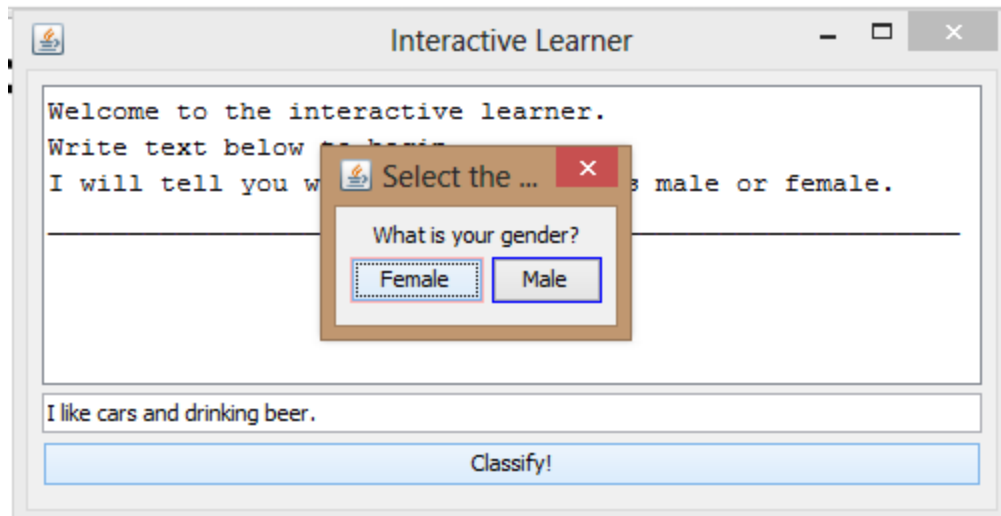 Interactive Learner
Welcome to the interactive learner.
Write text below
I will tell you male or female.
Select the ...
What is your gender?
Female Male
I like cars and drinking beer.
Classify!